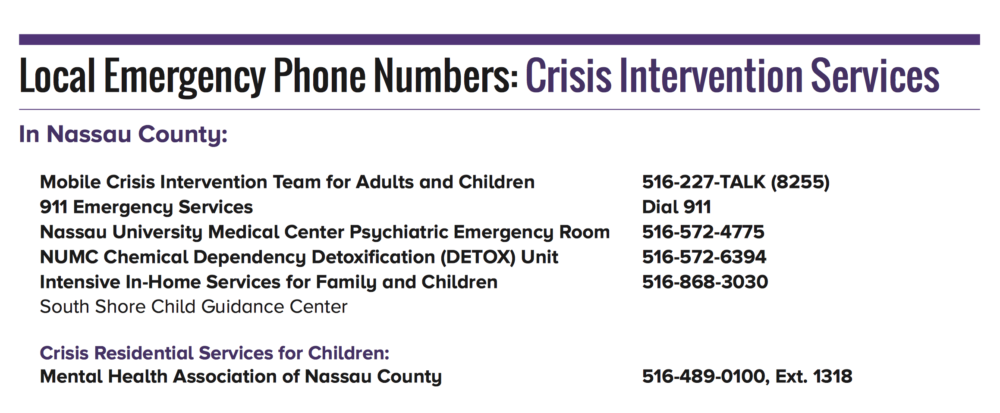 Local Emergency Phone Numbers: Crisis Intervention Services
In Nassau County:
Mobile Crisis Intervention Team for Adults and Children 516-227-TALK (8255)
911 Emergency Services Dial 911
Nassau University Medical Center Psychiatric Emergency Room 516-572-4775
NUMC Chemical Dependency Detoxification (DETOX) Unit 516-572-6394
Intensive In-Home Services for Family and Children 516-868-3030
South Shore Child Guidance Center
Crisis Residential Services for Children:
Mental Health Association of Nassau County 516-489-0100, Ext. 1318